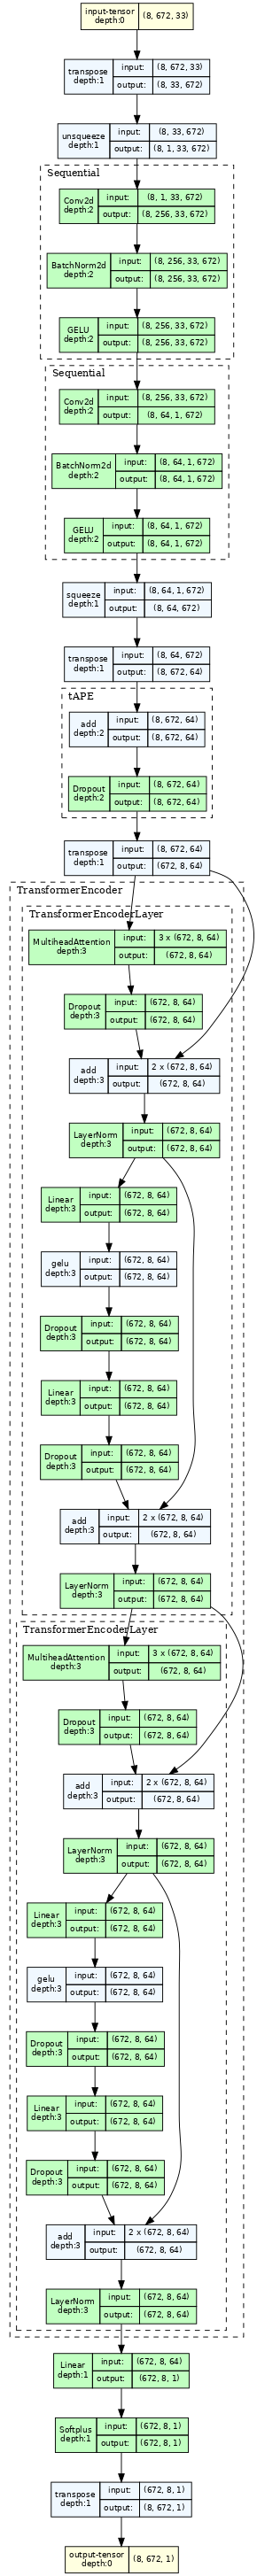 input-tensor
depth:0
(8, 672, 33)
transpose
depth:1
input:
(8, 672, 33)
output:
(8, 33, 672)
unsqueeze
depth:1
input:
(8, 33, 672)
output:
(8, 1, 33, 672)
Sequential
Conv2d
depth:2
input:
(8, 1, 33, 672)
output:
(8, 256, 33, 672)
BatchNorm2d
depth:2
input:
(8, 256, 33, 672)
output:
(8, 256, 33, 672)
GELU
depth:2
input:
(8, 256, 33, 672)
output:
(8, 256, 33, 672)
Sequential
Conv2d
depth:2
input:
(8, 256, 33, 672)
output:
(8, 64, 1, 672)
BatchNorm2d
depth:2
input:
(8, 64, 1, 672)
output:
(8, 64, 1, 672)
GELU
depth:2
input:
(8, 64, 1, 672)
output:
(8, 64, 1, 672)
squeeze
depth:1
input:
(8, 64, 1, 672)
output:
(8, 64, 672)
transpose
depth:1
input:
(8, 64, 672)
output:
(8, 672, 64)
tAPE
add
depth:2
input:
(8, 672, 64)
output:
(8, 672, 64)
Dropout
depth:2
input:
(8, 672, 64)
output:
(8, 672, 64)
transpose
depth:1
input:
(8, 672, 64)
output:
(672, 8, 64)
TransformerEncoder
TransformerEncoderLayer
MultiheadAttention
depth:3
input:
3 x (672, 8, 64)
output:
(672, 8, 64)
Dropout
depth:3
input:
(672, 8, 64)
output:
(672, 8, 64)
add
depth:3
input:
2 x (672, 8, 64)
output:
(672, 8, 64)
LayerNorm
depth:3
input:
(672, 8, 64)
output:
(672, 8, 64)
Linear
depth:3
input:
(672, 8, 64)
output:
(672, 8, 64)
gelu
depth:3
input:
(672, 8, 64)
output:
(672, 8, 64)
Dropout
depth:3
input:
(672, 8, 64)
output:
(672, 8, 64)
Linear
depth:3
input:
(672, 8, 64)
output:
(672, 8, 64)
Dropout
depth:3
input:
(672, 8, 64)
output:
(672, 8, 64)
add
depth:3
input:
2 x (672, 8, 64)
output:
(672, 8, 64)
LayerNorm
depth:3
input:
(672, 8, 64)
output:
(672, 8, 64)
TransformerEncoderLayer
MultiheadAttention
depth:3
input:
3 x (672, 8, 64)
output:
(672, 8, 64)
Dropout
depth:3
input:
(672, 8, 64)
output:
(672, 8, 64)
add
depth:3
input:
2 x (672, 8, 64)
output:
(672, 8, 64)
LayerNorm
depth:3
input:
(672, 8, 64)
output:
(672, 8, 64)
Linear
depth:3
input:
(672, 8, 64)
output:
(672, 8, 64)
gelu
depth:3
input:
(672, 8, 64)
output:
(672, 8, 64)
Dropout
depth:3
input:
(672, 8, 64)
output:
(672, 8, 64)
Linear
depth:3
input:
(672, 8, 64)
output:
(672, 8, 64)
Dropout
depth:3
input:
(672, 8, 64)
output:
(672, 8, 64)
add
depth:3
input:
2 x (672, 8, 64)
output:
(672, 8, 64)
LayerNorm
depth:3
input:
(672, 8, 64)
output:
(672, 8, 64)
Linear
depth:1
input:
(672, 8, 64)
output:
(672, 8, 1)
Softplus
depth:1
input:
(672, 8, 1)
output:
(672, 8, 1)
transpose
depth:1
input:
(672, 8, 1)
output:
(8, 672, 1)
output-tensor
depth:0
(8, 672, 1)